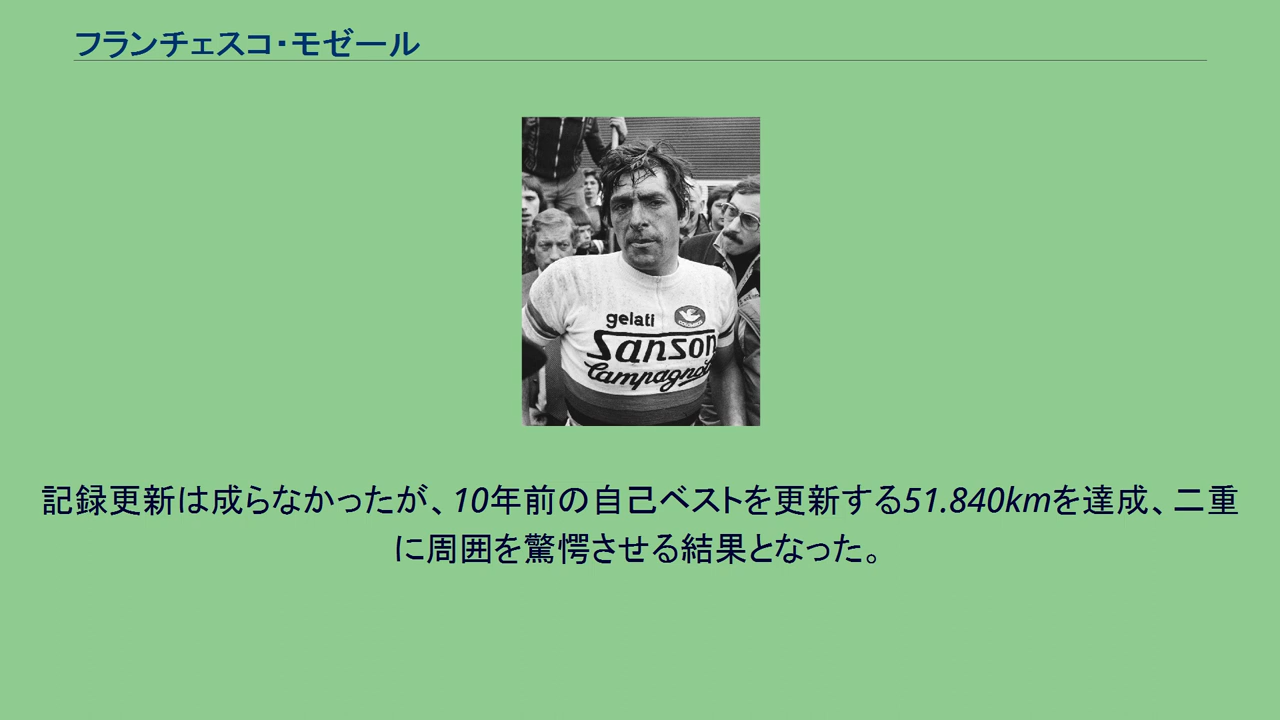 フランチェスコ・モゼール
gelati
Sanson
記録更新は成らなかったが、10年前の自己ベストを更新する51.840kmを達成、二重
に周囲を驚愕させる結果となった。